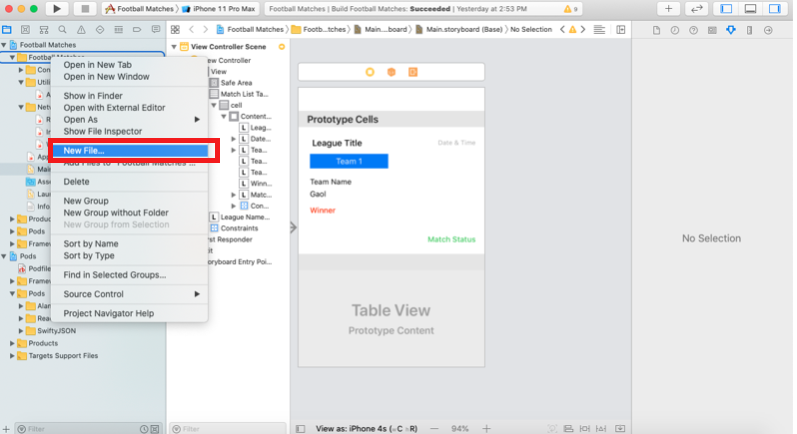 Football Matches
iPhone 11 Pro Max
Football Matches | Build Football Matches: Succeeded | Yesterday at 2:53 PM
9
Football Matches
Footb...tches
Main....board
Main.storyboard (Base)
No Selection
Football Matches
Football Matches
Con
Utili
A
Netw
R
In
App
Main
Asse
Laun
Info
Produc
Pods
Framew
Pods
Podfile
Framew
Pods
Alan
Rea
SwiftyJSON
Products
Targets Support Files
Filter
Open in New Tab
Open in New Window
Show in Finder
Open with External Editor
Open As
Show File Inspector
New File...
Add Files to "Football Matches"...
Delete
New Group
New Group without Folder
New Group from Selection
Sort by Name
Sort by Type
Find in Selected Groups...
Source Control
Project Navigator Help
View Controller Scene
View Controller
View
Safe Area
Match List Ta...
cell
Content...
Leag...
Date...
Tea...
Tea...
Tea...
Winn...
Matc...
Con...
League Name...
Constraints
rst Responder
it
toryboard Entry Poi...
Filter
Prototype Cells
League Title
Date & Time
Team 1
Team Name
Gaol
Winner
Match Status
Table View
Prototype Content
View as: iPhone 4s (wC hR)
94%
No Selection